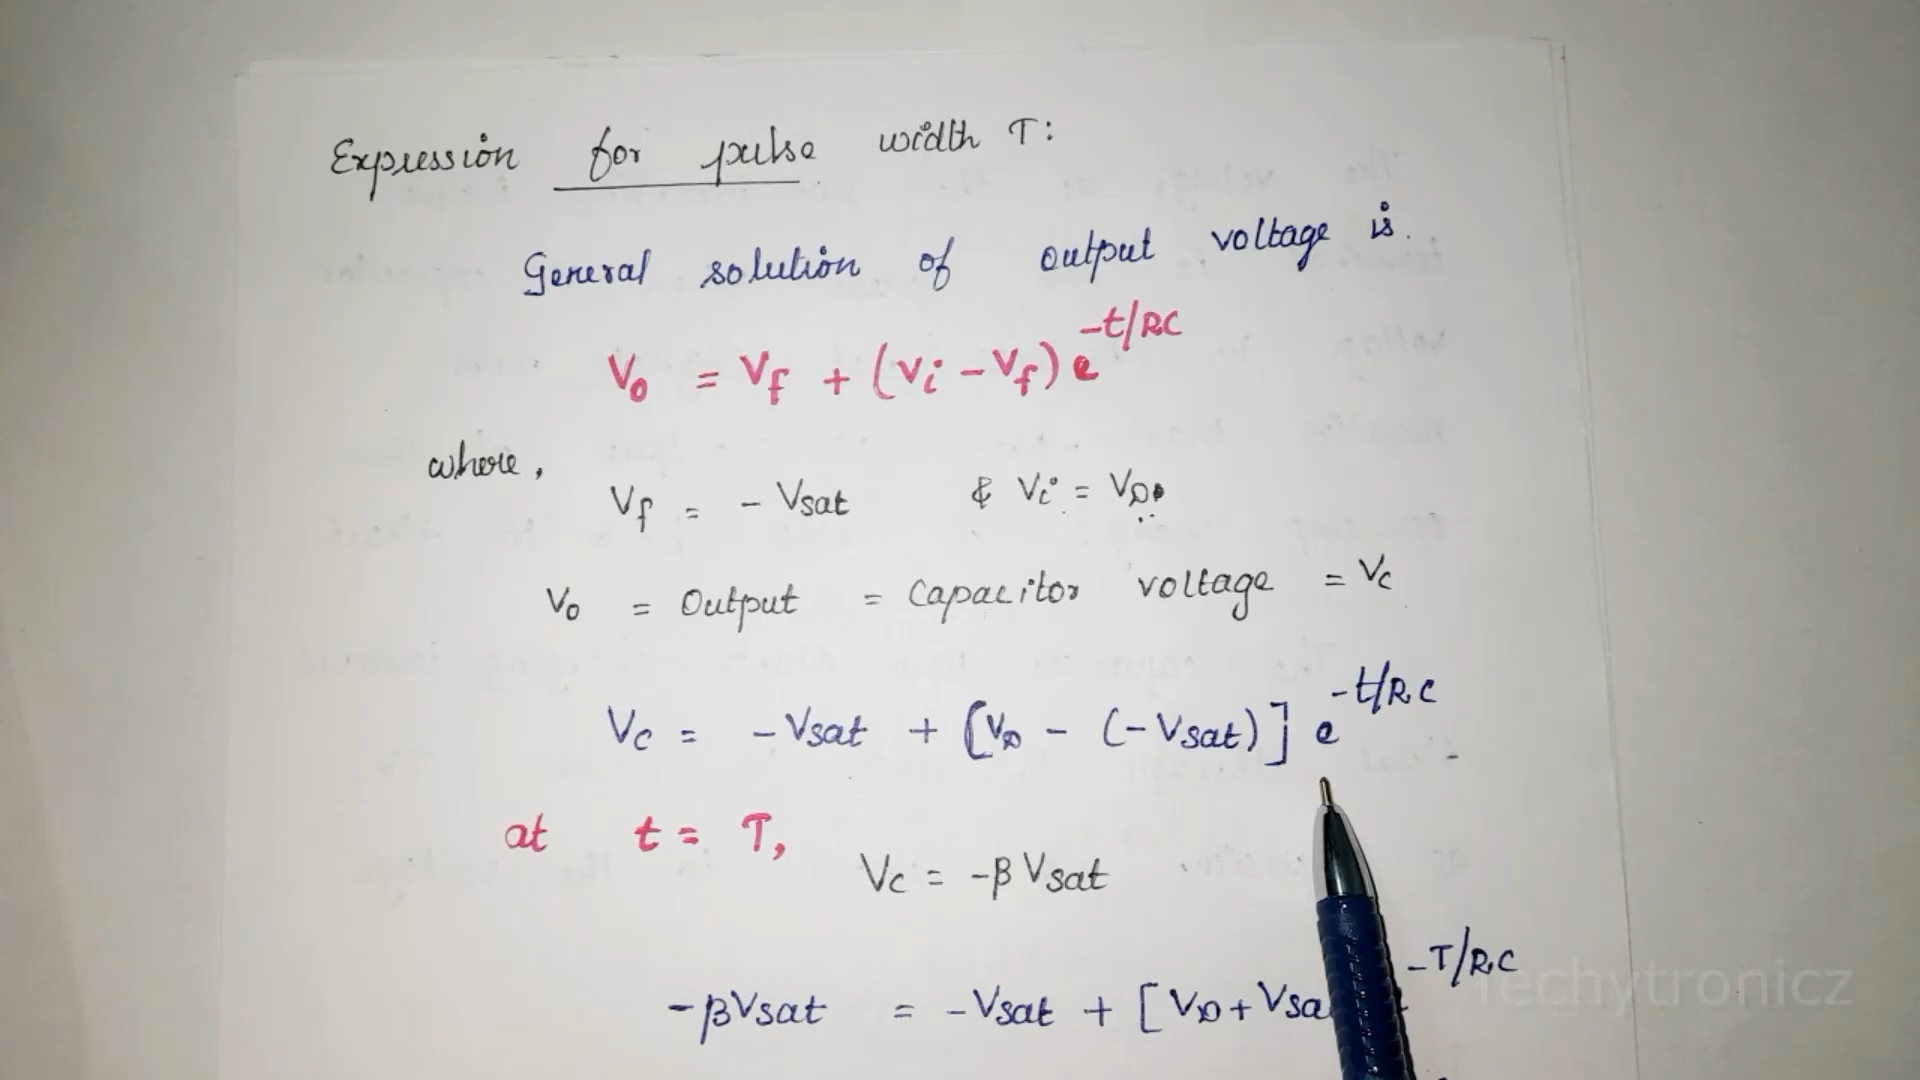 Expression for pulse width T:
General solution of output voltage is.
V₀ = Vf + (Vi - Vf) e^-t/RC
where,
Vf = - Vsat & Vi = VD
V₀ = Output = Capacitor voltage = Vc
Vc = - Vsat + [VD - (-Vsat)] e^-t/RC
at t = T,
Vc = -β Vsat
-βVsat = -Vsat + [VD + Vsa -T/RC
Techytronicz